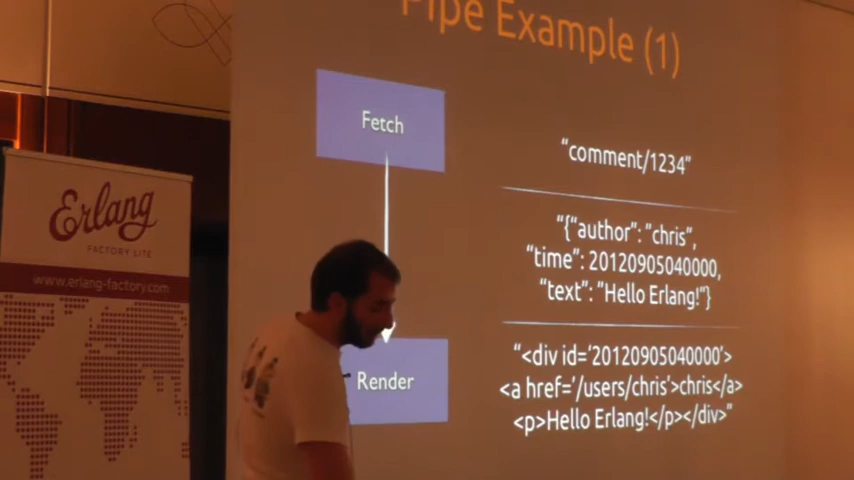 Pipe Example (1)
Fetch
"comment/1234"
"{"author": "chris",
"time": 20120905040000,
"text": "Hello Erlang!"}
Render
"<div id='20120905040000'>
<a href='/users/chris'>chris</a>
<p>Hello Erlang!</p></div>"
Erlang
FACTORY LITE
www.erlang-factory.com